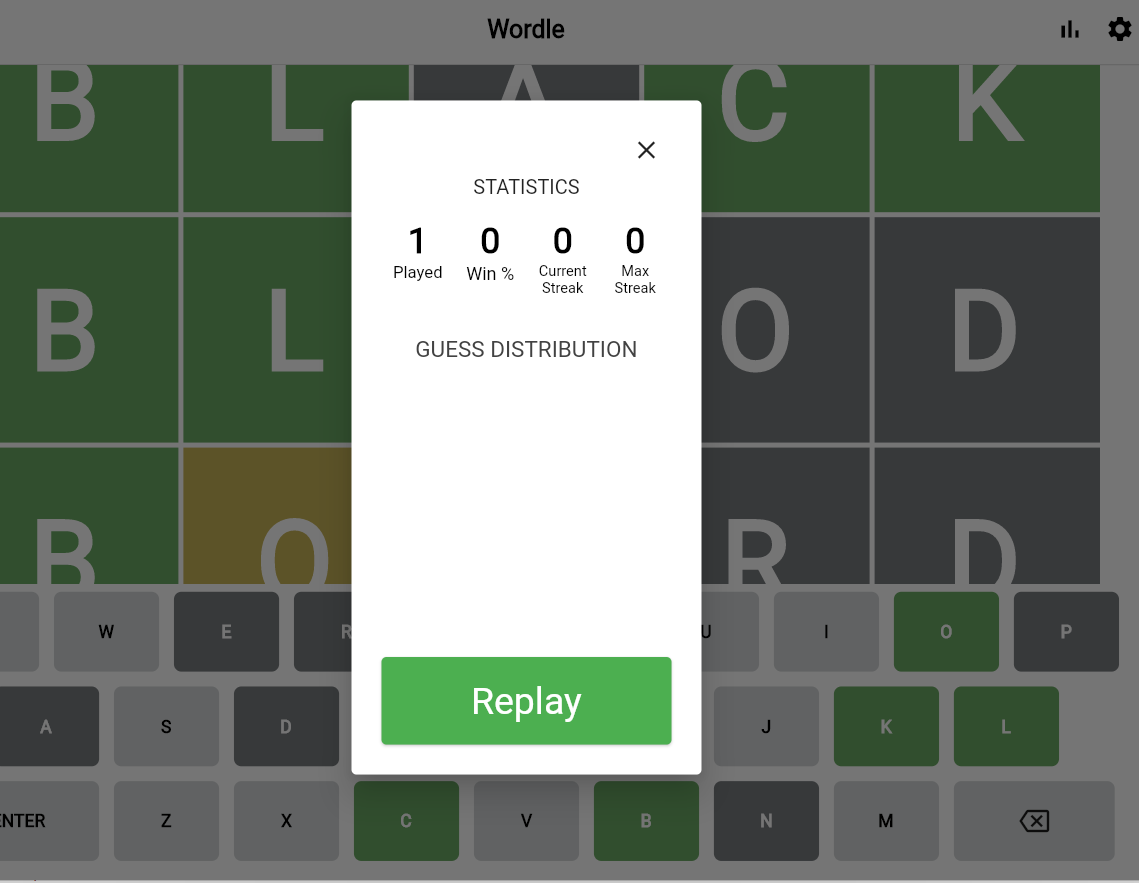 Wordle
B L A C K
STATISTICS
1 0 0 0
Played Win % Current Streak Max Streak
GUESS DISTRIBUTION
B L O D
B O R D
W E R U I O P
Replay
A S D J K L
ENTER Z X C V B N M